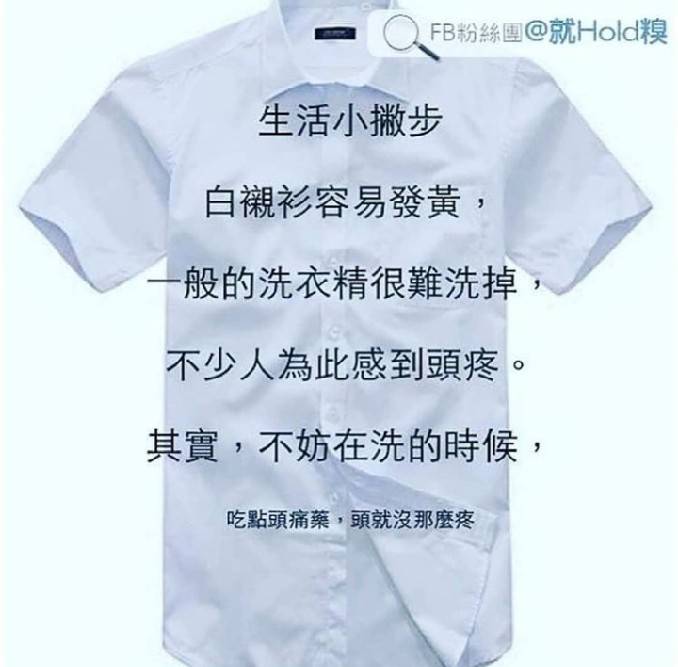 FB粉絲團@就Hold糗
生活小撇步
白襯衫容易發黃，
一般的洗衣精很難洗掉，
不少人為此感到頭疼。
其實，不妨在洗的時候，
吃點頭痛藥，頭就沒那麼疼